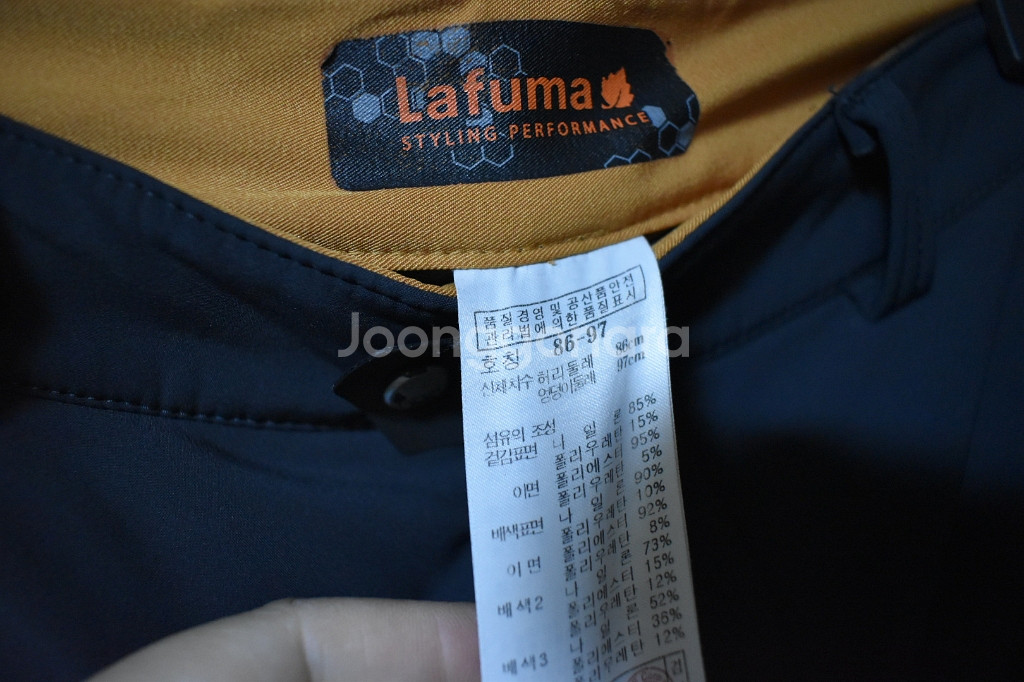 Lafuma
STYLING PERFORMANCE
품질경영 및 공산품안전
관리법에 의한 품질표시
호칭 86-97
신체치수 허리둘레 86cm
엉덩이둘레 97cm
Joonggonara
섬유의 조성
겉감표면 나일론 85%
폴리우레탄 15%
이면 폴리에스터 95%
폴리우레탄 5%
배색표면 나일론 90%
폴리우레탄 10%
이면 폴리에스터 92%
폴리우레탄 8%
배색2 나일론 73%
폴리에스터 15%
폴리우레탄 12%
배색3 나일론 52%
폴리에스터 36%
폴리우레탄 12%
검